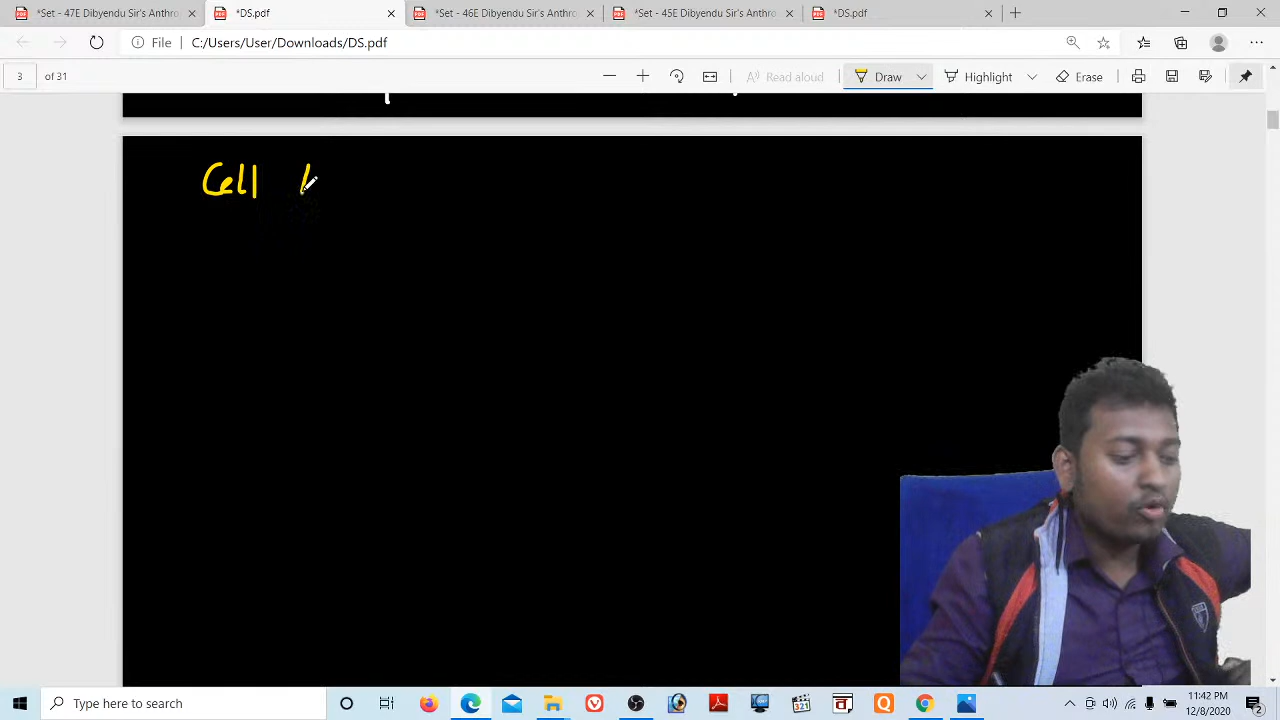 *Set - 47E Dibyendu Sir's Anthro
*DS.pdf
*Set- 46E Dibyendu Sir's Anthro
*Set- 45E Dibyendu Sir's Anthro
*DS.pdf
File C:/Users/User/Downloads/DS.pdf
3 of 31
Read aloud
Draw
Highlight
Erase
Cell
Type here to search
11:42 PM
12/8/2020